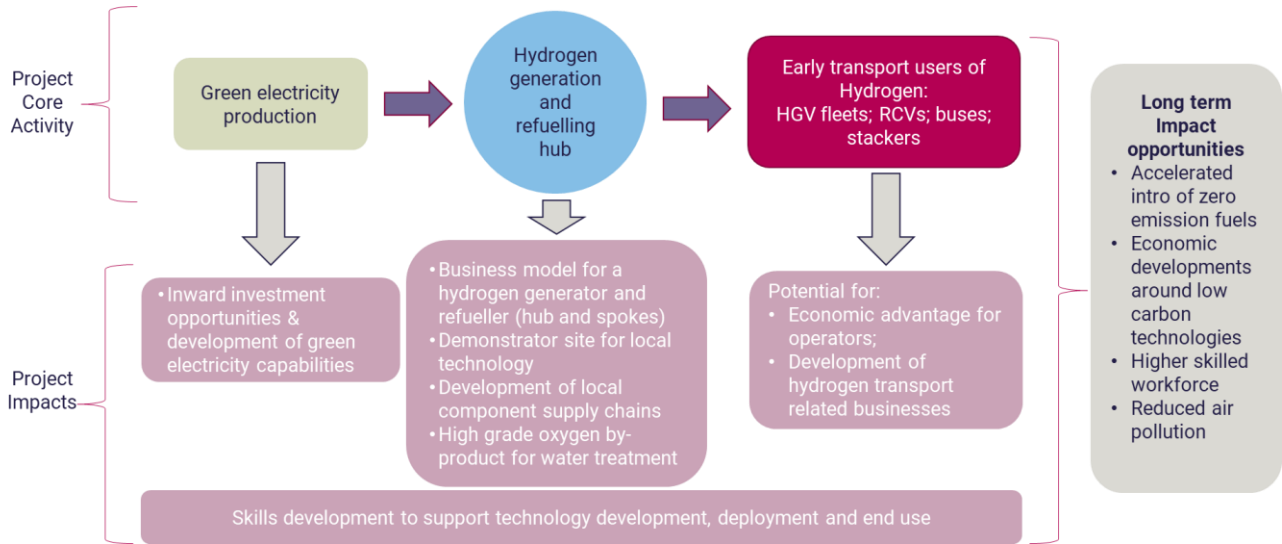 Project
Core
Activity
Green electricity
production
Hydrogen
generation
and
refuelling
hub
Early transport users of
Hydrogen:
HGV fleets; RCVs; buses;
stackers
Project
Impacts
•Inward investment
opportunities &
development of green
electricity capabilities
•Business model for a
hydrogen generator and
refueller (hub and spokes)
•Demonstrator site for local
technology
•Development of local
component supply chains
•High grade oxygen by-
product for water treatment
Potential for:
• Economic advantage for
operators;
• Development of
hydrogen transport
related businesses
Skills development to support technology development, deployment and end use
Long term
Impact
opportunities
• Accelerated
intro of zero
emission fuels
• Economic
developments
around low
carbon
technologies
• Higher skilled
workforce
• Reduced air
pollution